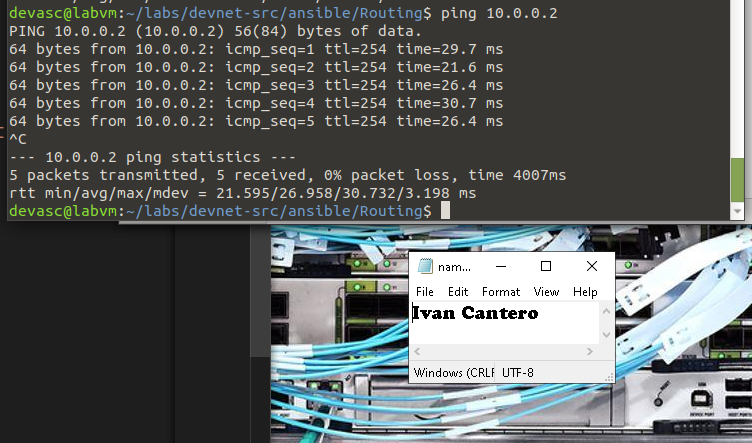 devasc@labvm:~/labs/devnet-src/ansible/Routing$ ping 10.0.0.2
PING 10.0.0.2 (10.0.0.2) 56(84) bytes of data.
64 bytes from 10.0.0.2: icmp_seq=1 ttl=254 time=29.7 ms
64 bytes from 10.0.0.2: icmp_seq=2 ttl=254 time=21.6 ms
64 bytes from 10.0.0.2: icmp_seq=3 ttl=254 time=26.4 ms
64 bytes from 10.0.0.2: icmp_seq=4 ttl=254 time=30.7 ms
64 bytes from 10.0.0.2: icmp_seq=5 ttl=254 time=26.4 ms
^C
--- 10.0.0.2 ping statistics ---
5 packets transmitted, 5 received, 0% packet loss, time 4007ms
rtt min/avg/max/mdev = 21.595/26.958/30.732/3.198 ms
devasc@labvm:~/labs/devnet-src/ansible/Routing$
nam...
File Edit Format View Help
Ivan Cantero
Windows (CRLF UTF-8
RESET
DEVICE PORT
HOST PORTS